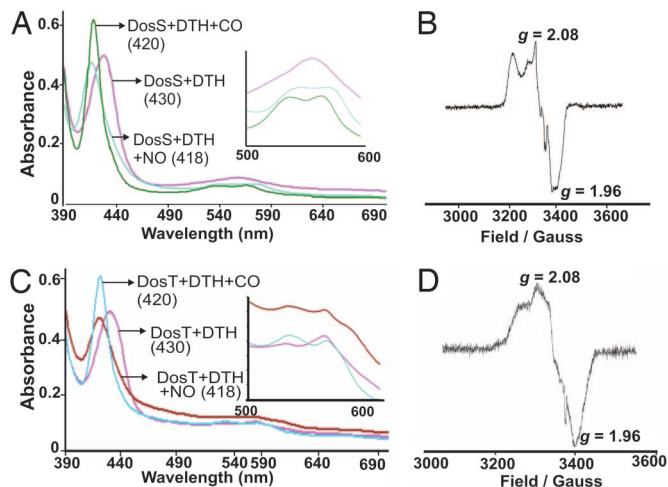 A
0.6
0.4
0.2
0
Absorbance
DosS+DTH+CO
(420)
DosS+DTH
(430)
DosS+DTH
+NO (418)
500
600
390
440
490
540
590
640
690
Wavelength (nm)
B
g = 2.08
g = 1.96
3000
3200
3400
3600
Field / Gauss
C
0.6
0.4
0.2
0
Absorbance
DosT+DTH+CO
(420)
DosT+DTH
(430)
DosT+DTH
+NO (418)
500
600
390
440
490
540
590
640
690
Wavelength (nm)
D
g = 2.08
g = 1.96
3000
3200
3400
3600
Field / Gauss